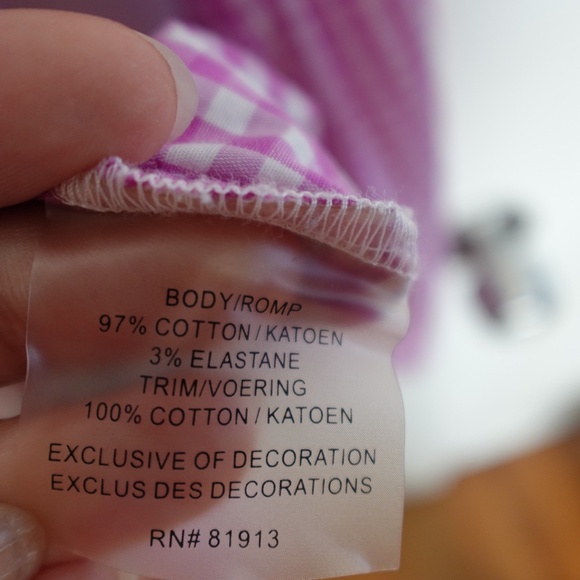 BODY/ROMP
97% COTTON/KATOEN
3% ELASTANE
TRIM/VOERING
100% COTTON/KATOEN
EXCLUSIVE OF DECORATION
EXCLUS DES DECORATIONS
RN# 81913